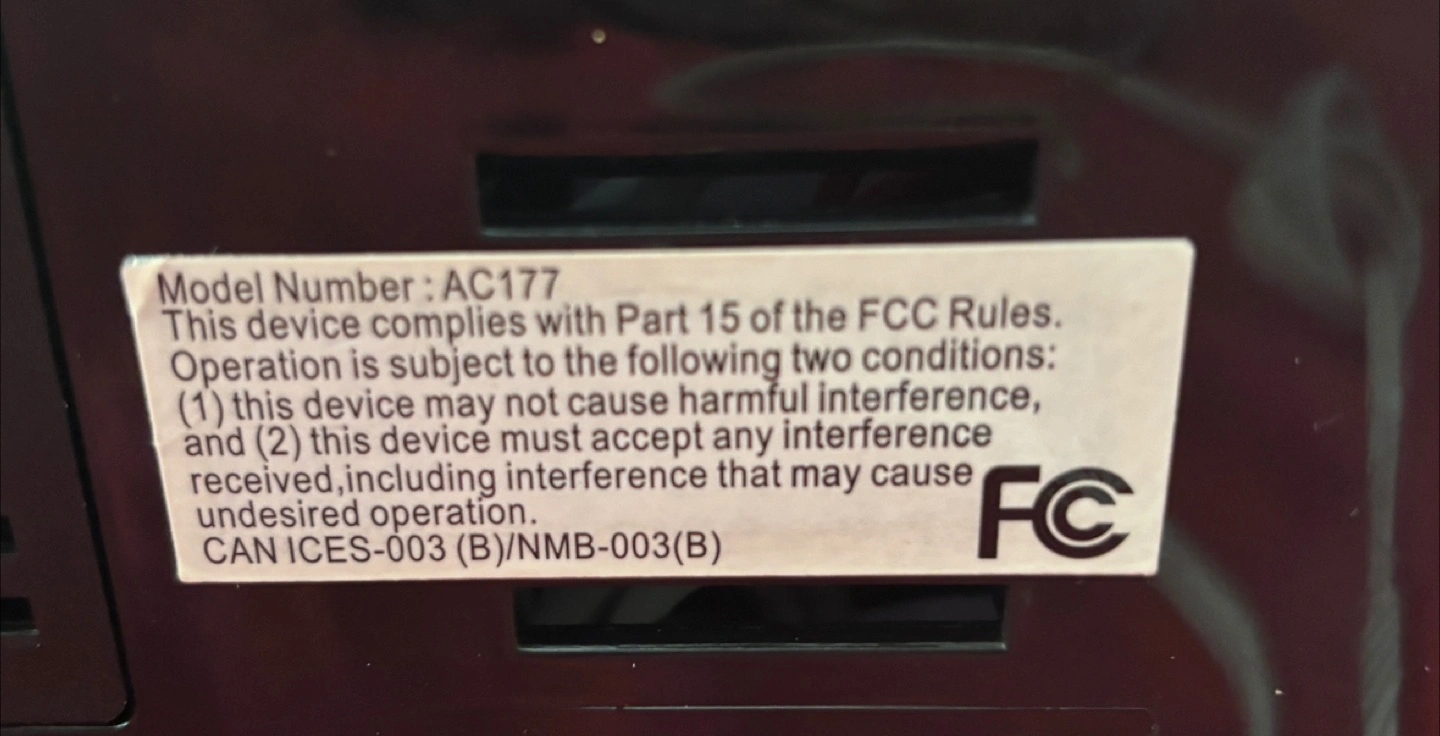 Model Number : AC177
This device complies with Part 15 of the FCC Rules.
Operation is subject to the following two conditions:
(1) this device may not cause harmful interference,
and (2) this device must accept any interference
received,including interference that may cause
undesired operation.
CAN ICES-003 (B)/NMB-003(B)
FC